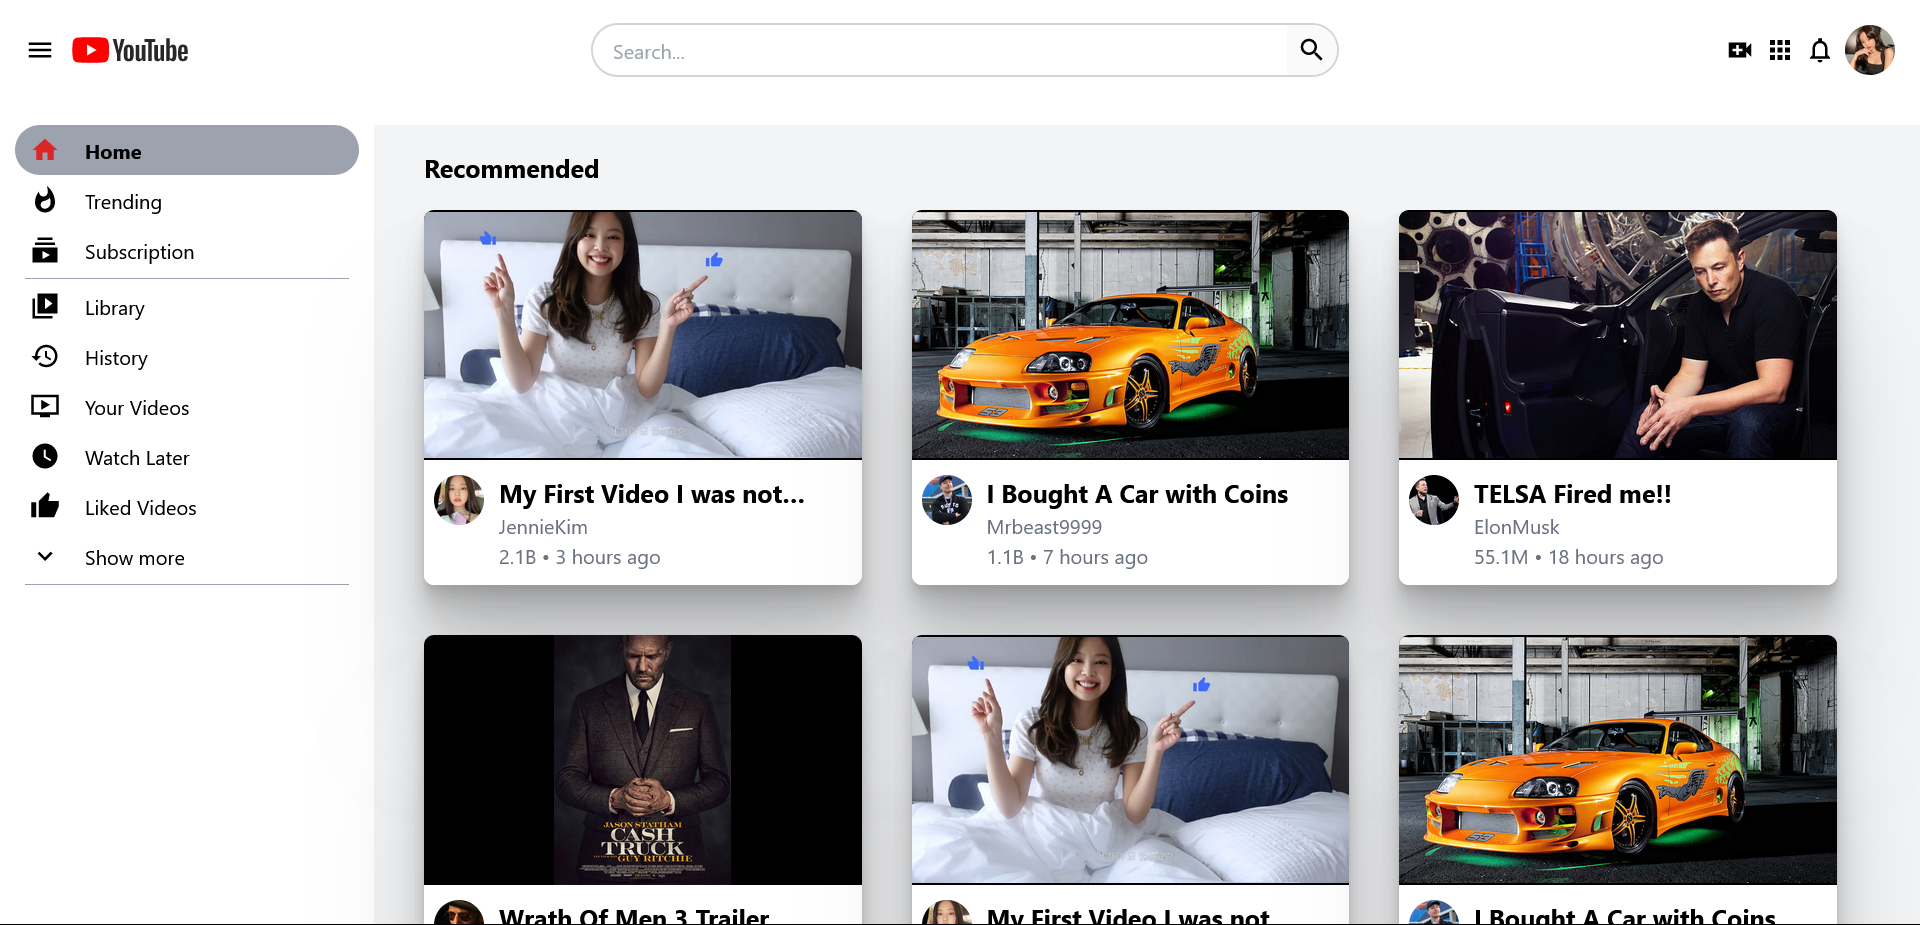 YouTube
Search...
Home
Trending
Subscription
Library
History
Your Videos
Watch Later
Liked Videos
Show more
Recommended
My First Video I was not...
JennieKim
2.1B • 3 hours ago
I Bought A Car with Coins
Mrbeast9999
1.1B • 7 hours ago
TELSA Fired me!!
ElonMusk
55.1M • 18 hours ago
JASON STATHAM
CASH
TRUCK
GUY RITCHIE
Wrath Of Men 3 Trailer
My First Video I was not
I Bought A Car with Coins